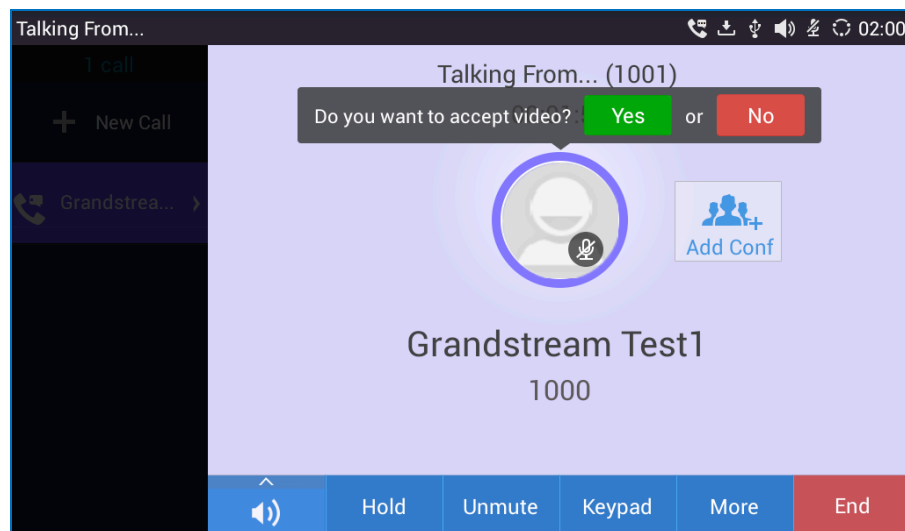 Talking From...
02:00
1 call
New Call
Grandstrea...
Talking From... (1001)
Do you want to accept video? Yes or No
Add Conf
Grandstream Test1
1000
Hold Unmute Keypad More End